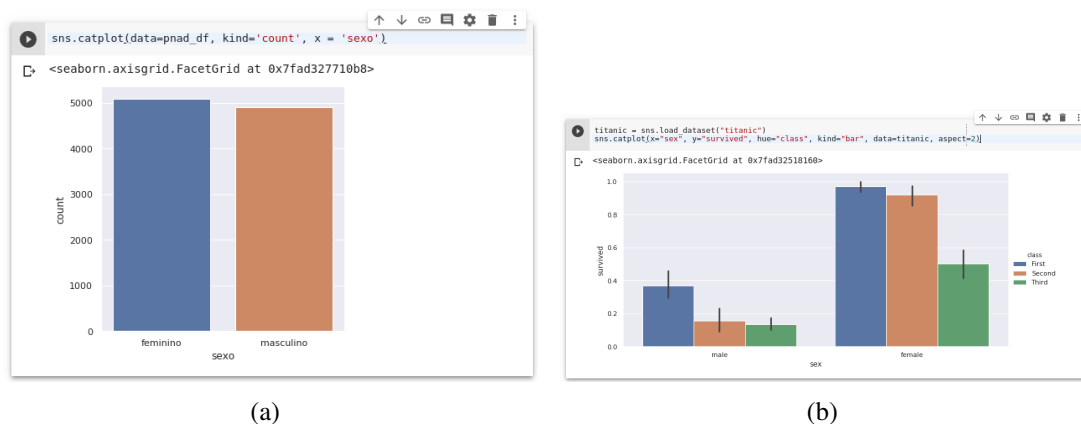 sns.catplot(data=pnad_df, kind='count', x = 'sexo')
<seaborn.axisgrid.FacetGrid at 0x7fad327710b8>
5000
4000
3000
2000
1000
0
count
feminino masculino
sexo
(a)
titanic = sns.load_dataset("titanic")
sns.catplot(x="sex", y="survived", hue="class", kind="bar", data=titanic, aspect=2)
<seaborn.axisgrid.FacetGrid at 0x7fad32518160>
1.0
0.8
0.6
0.4
0.2
0.0
survived
male female
sex
class
First
Second
Third
(b)